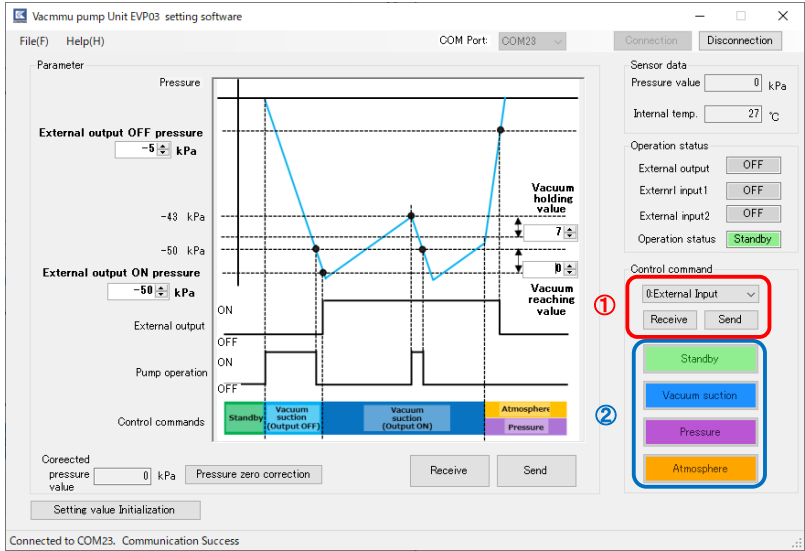 Vacmmu pump Unit EVP03 setting software
File(F) Help(H)
COM Port: COM23
Connection Disconnection
Parameter
Pressure
External output OFF pressure
-5 kPa
-43 kPa
-50 kPa
External output ON pressure
-50 kPa
Vacuum
holding
value
7
0
Vacuum
reaching
value
External output
ON
OFF
Pump operation
ON
OFF
Control commands
Standby
Vacuum
suction
(Output OFF)
Vacuum
suction
(Output ON)
Atmosphere
Pressure
Coreected
pressure
value
0 kPa
Pressure zero correction
Receive
Send
Setting value Initialization
Sensor data
Pressure value 0 kPa
Internal temp. 27 ℃
Operation status
External output OFF
Externrl input1 OFF
External input2 OFF
Operation status Standby
Control command
①
0:External Input
Receive Send
②
Standby
Vacuum suction
Pressure
Atmosphere
Connected to COM23. Communication Success